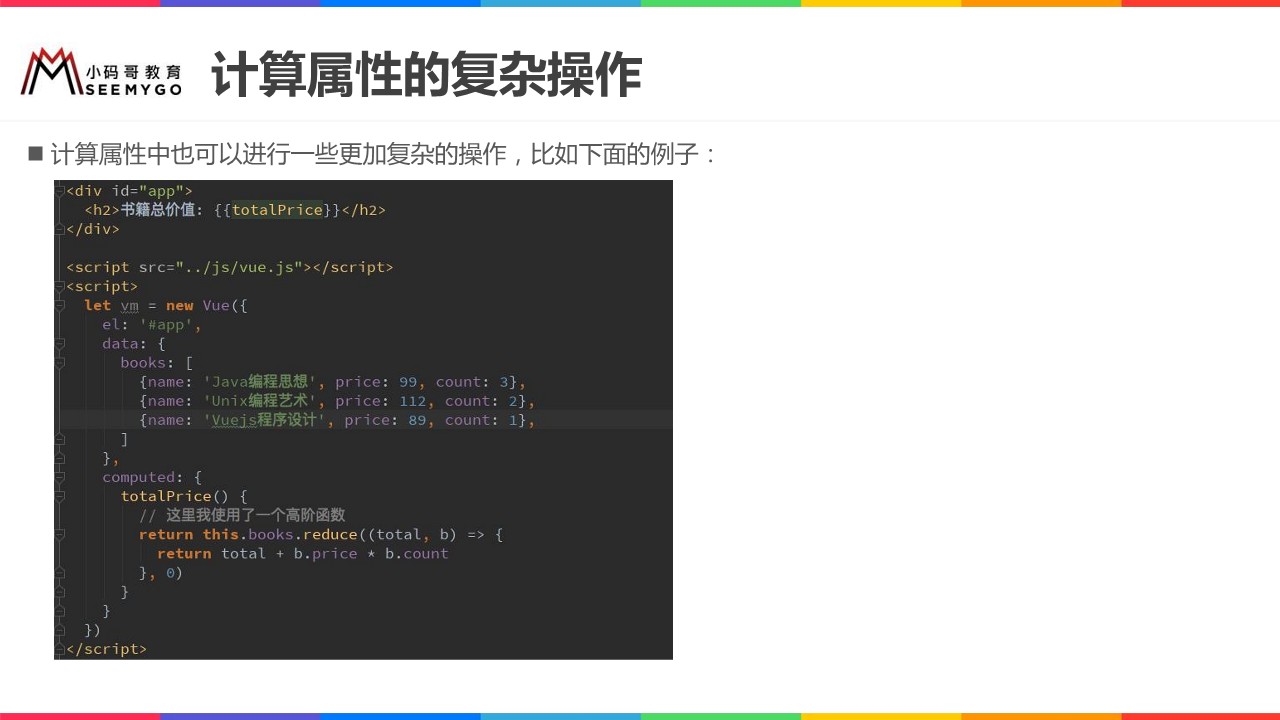 小码哥教育
SEEMYGO
计算属性的复杂操作
计算属性中也可以进行一些更加复杂的操作，比如下面的例子：
<div id="app">
  <h2>书籍总价值: {{totalPrice}}</h2>
</div>

<script src="../js/vue.js"></script>
<script>
  let vm = new Vue({
    el: '#app',
    data: {
      books: [
        {name: 'Java编程思想', price: 99, count: 3},
        {name: 'Unix编程艺术', price: 112, count: 2},
        {name: 'Vuejs程序设计', price: 89, count: 1},
      ]
    },
    computed: {
      totalPrice() {
        // 这里我使用了一个高阶函数
        return this.books.reduce((total, b) => {
          return total + b.price * b.count
        }, 0)
      }
    }
  })
</script>